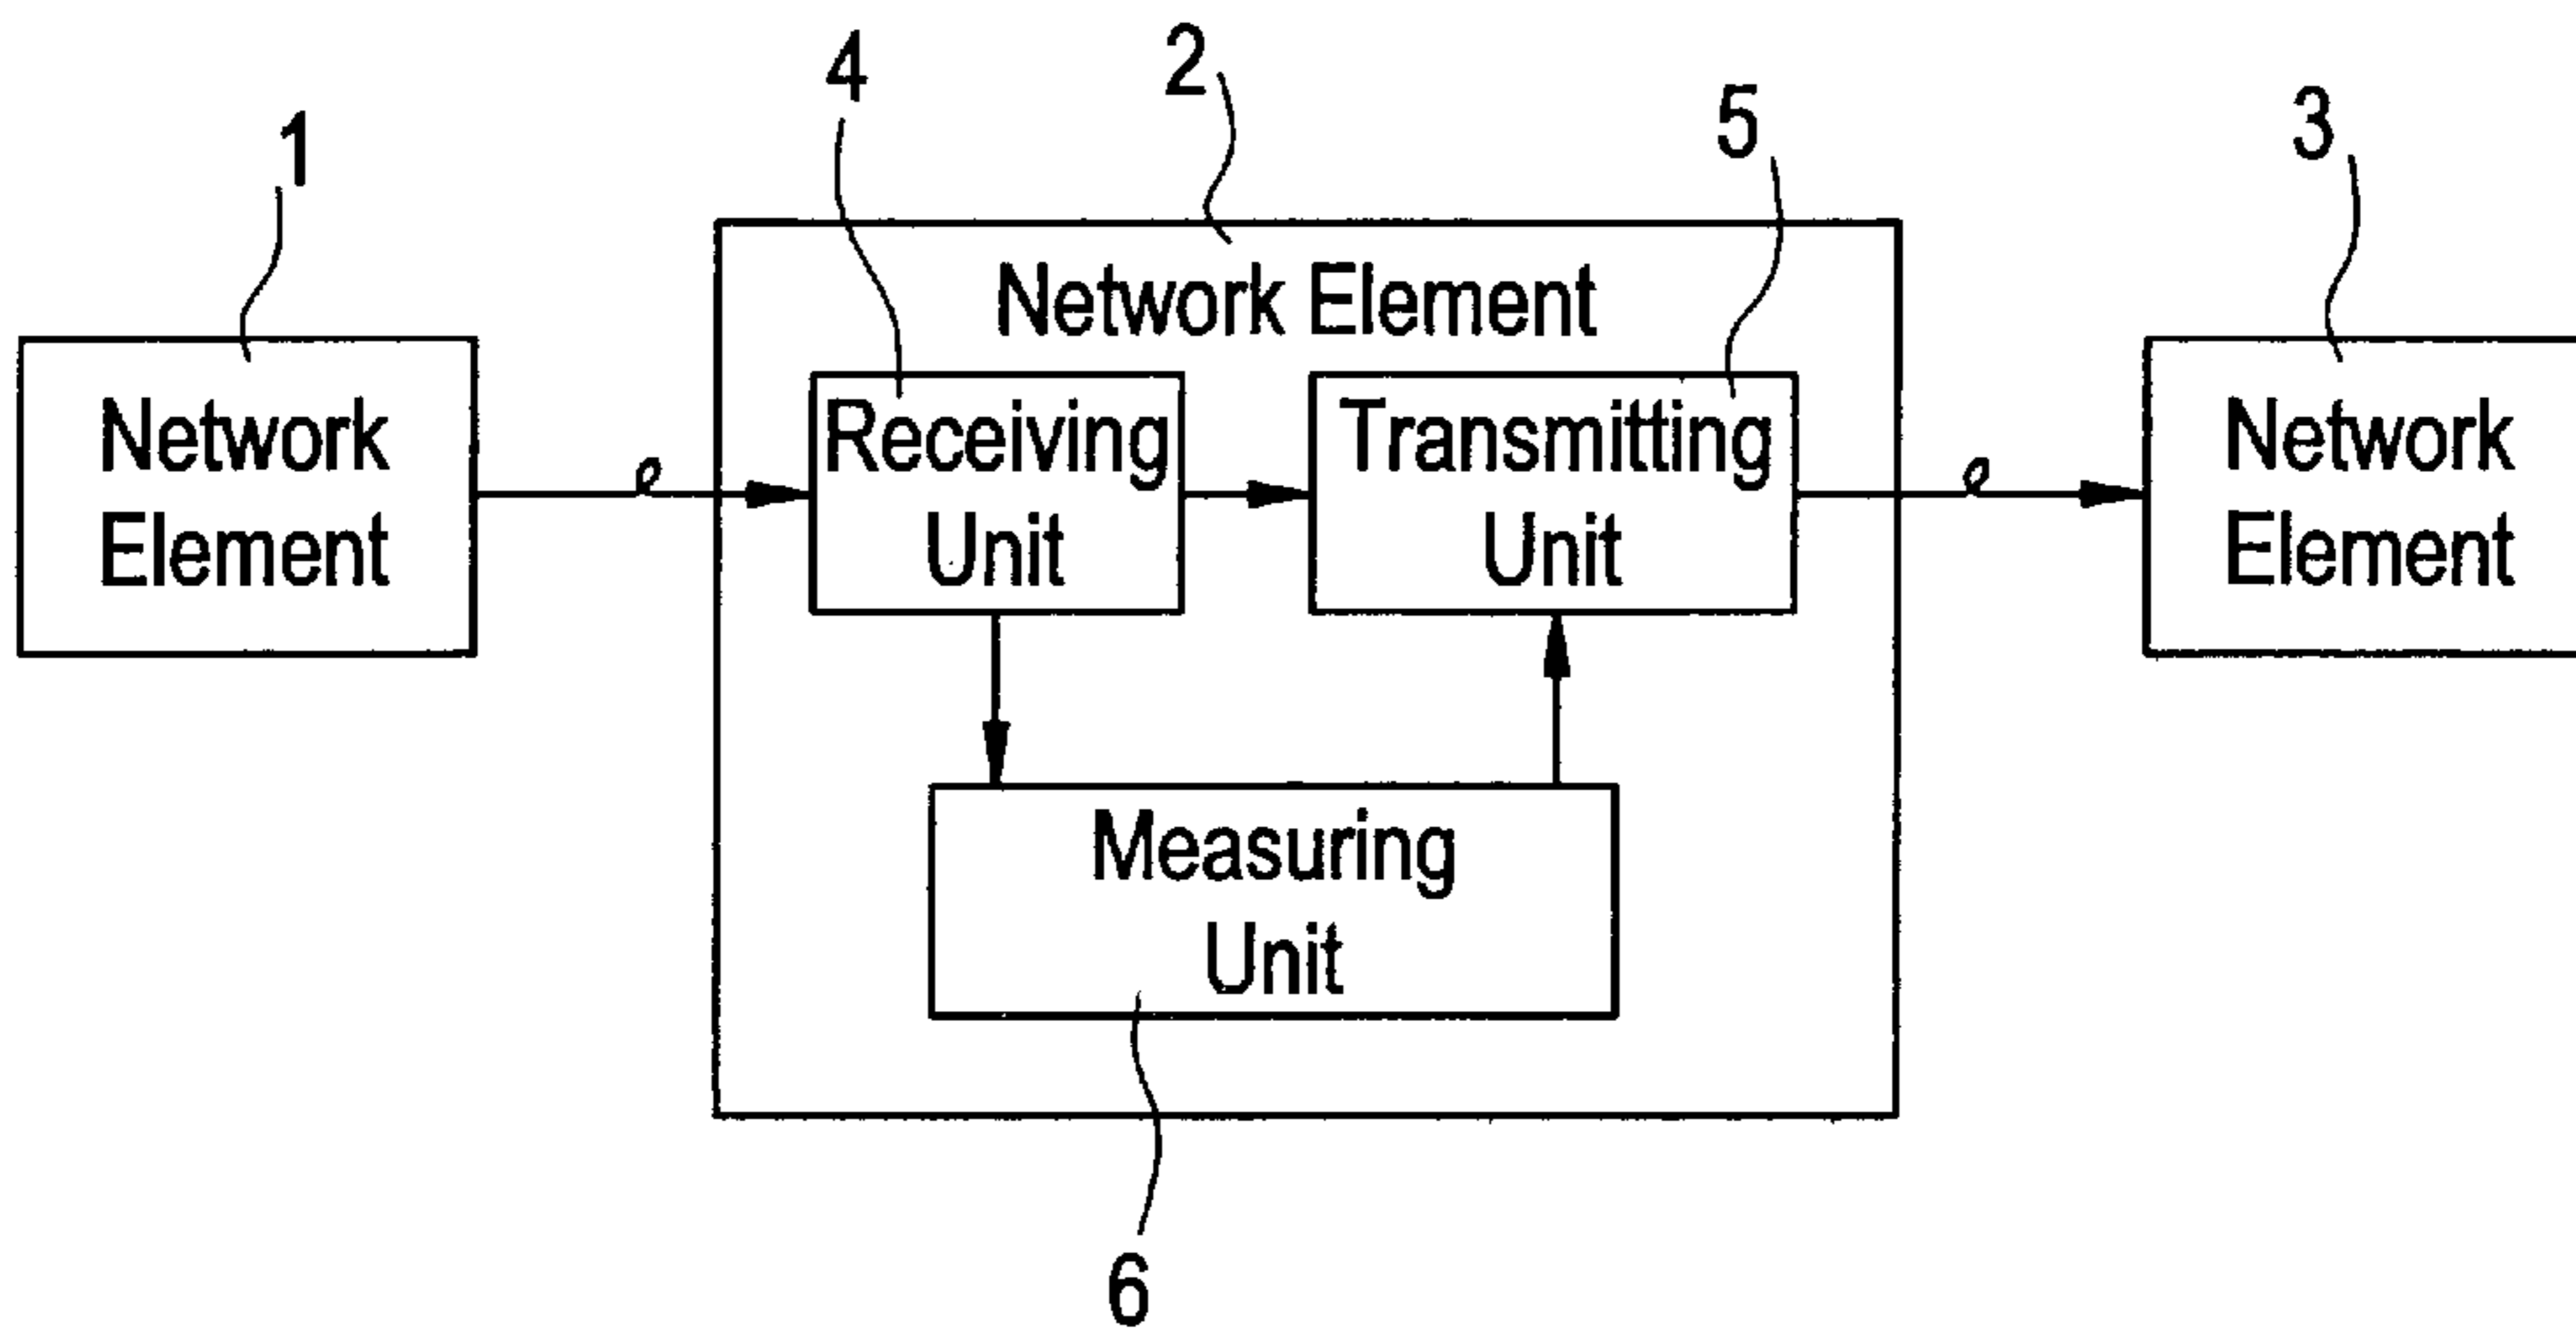 4
2
5
3
1
Network Element
Network
Element
Receiving
Unit
Transmitting
Unit
Network
Element
Measuring
Unit
6